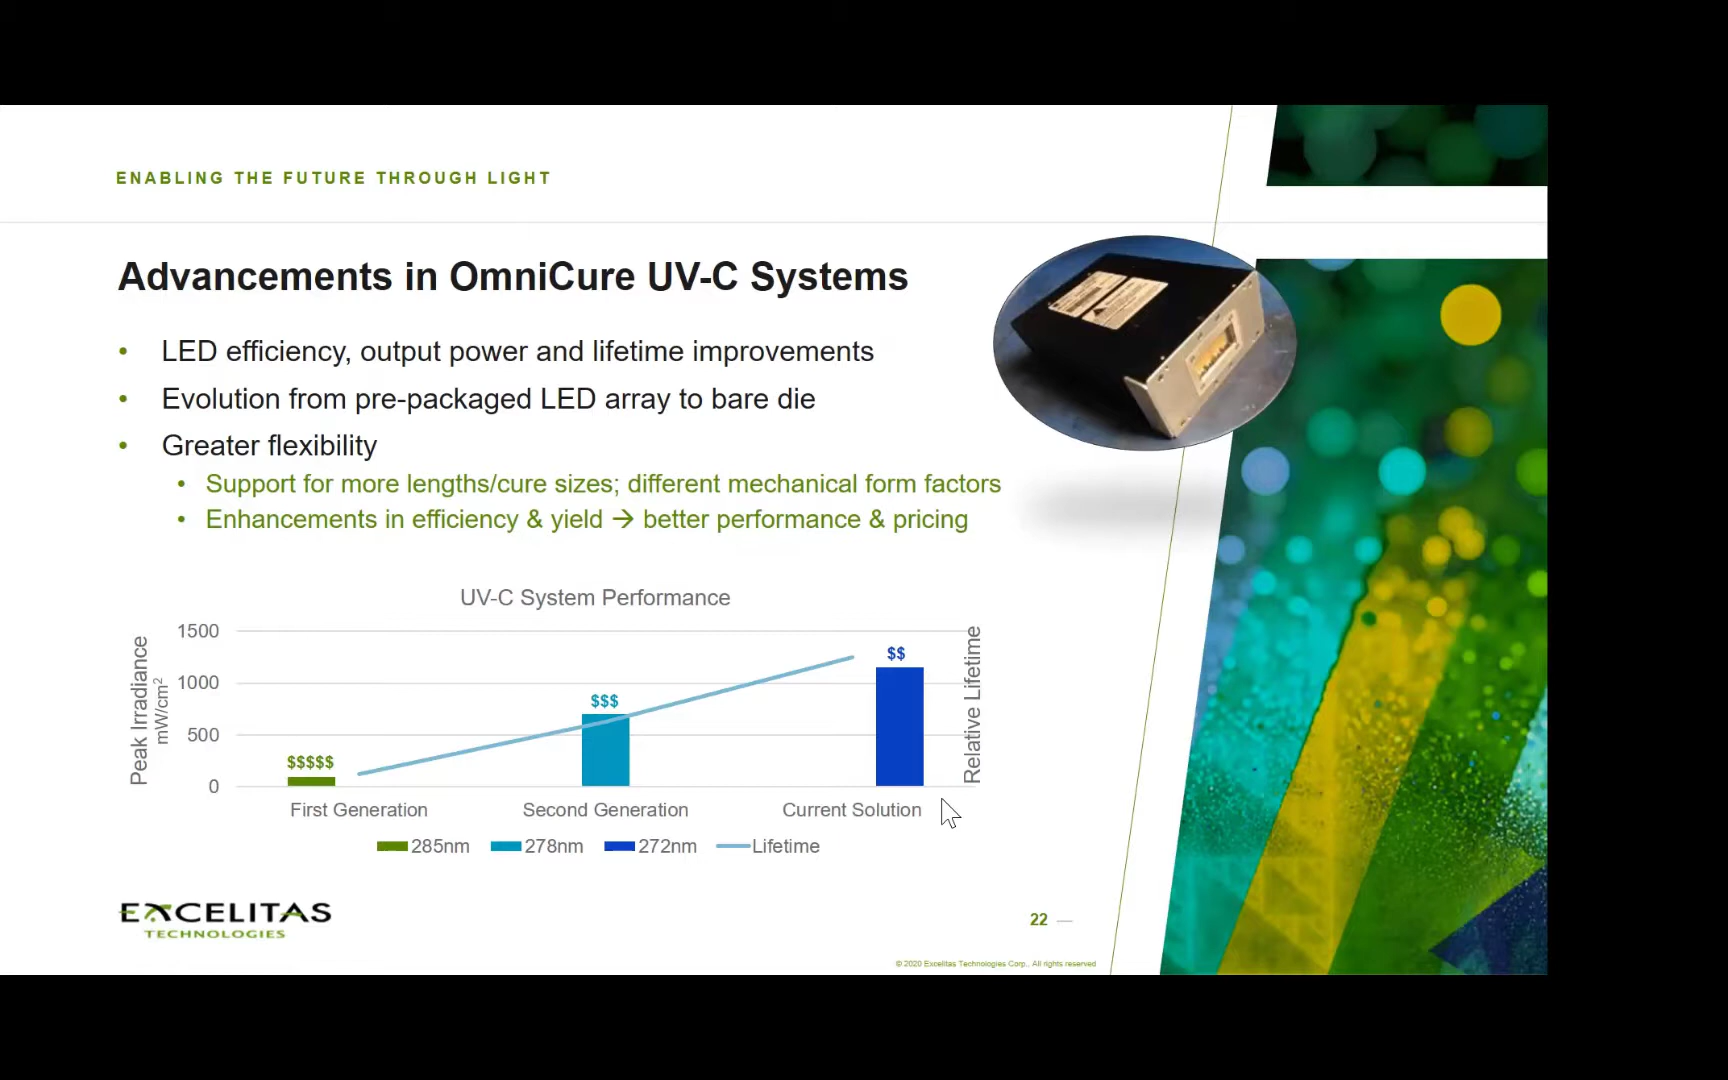 ENABLING THE FUTURE THROUGH LIGHT
Advancements in OmniCure UV-C Systems
• LED efficiency, output power and lifetime improvements
• Evolution from pre-packaged LED array to bare die
• Greater flexibility
• Support for more lengths/cure sizes; different mechanical form factors
• Enhancements in efficiency & yield → better performance & pricing
UV-C System Performance
Peak Irradiance
mW/cm²
1500
1000
500
0
$$$$$
$$$
$$
Relative Lifetime
First Generation
Second Generation
Current Solution
285nm
278nm
272nm
Lifetime
EXCELITAS
TECHNOLOGIES
22
© 2020 Excelitas Technologies Corp., All rights reserved